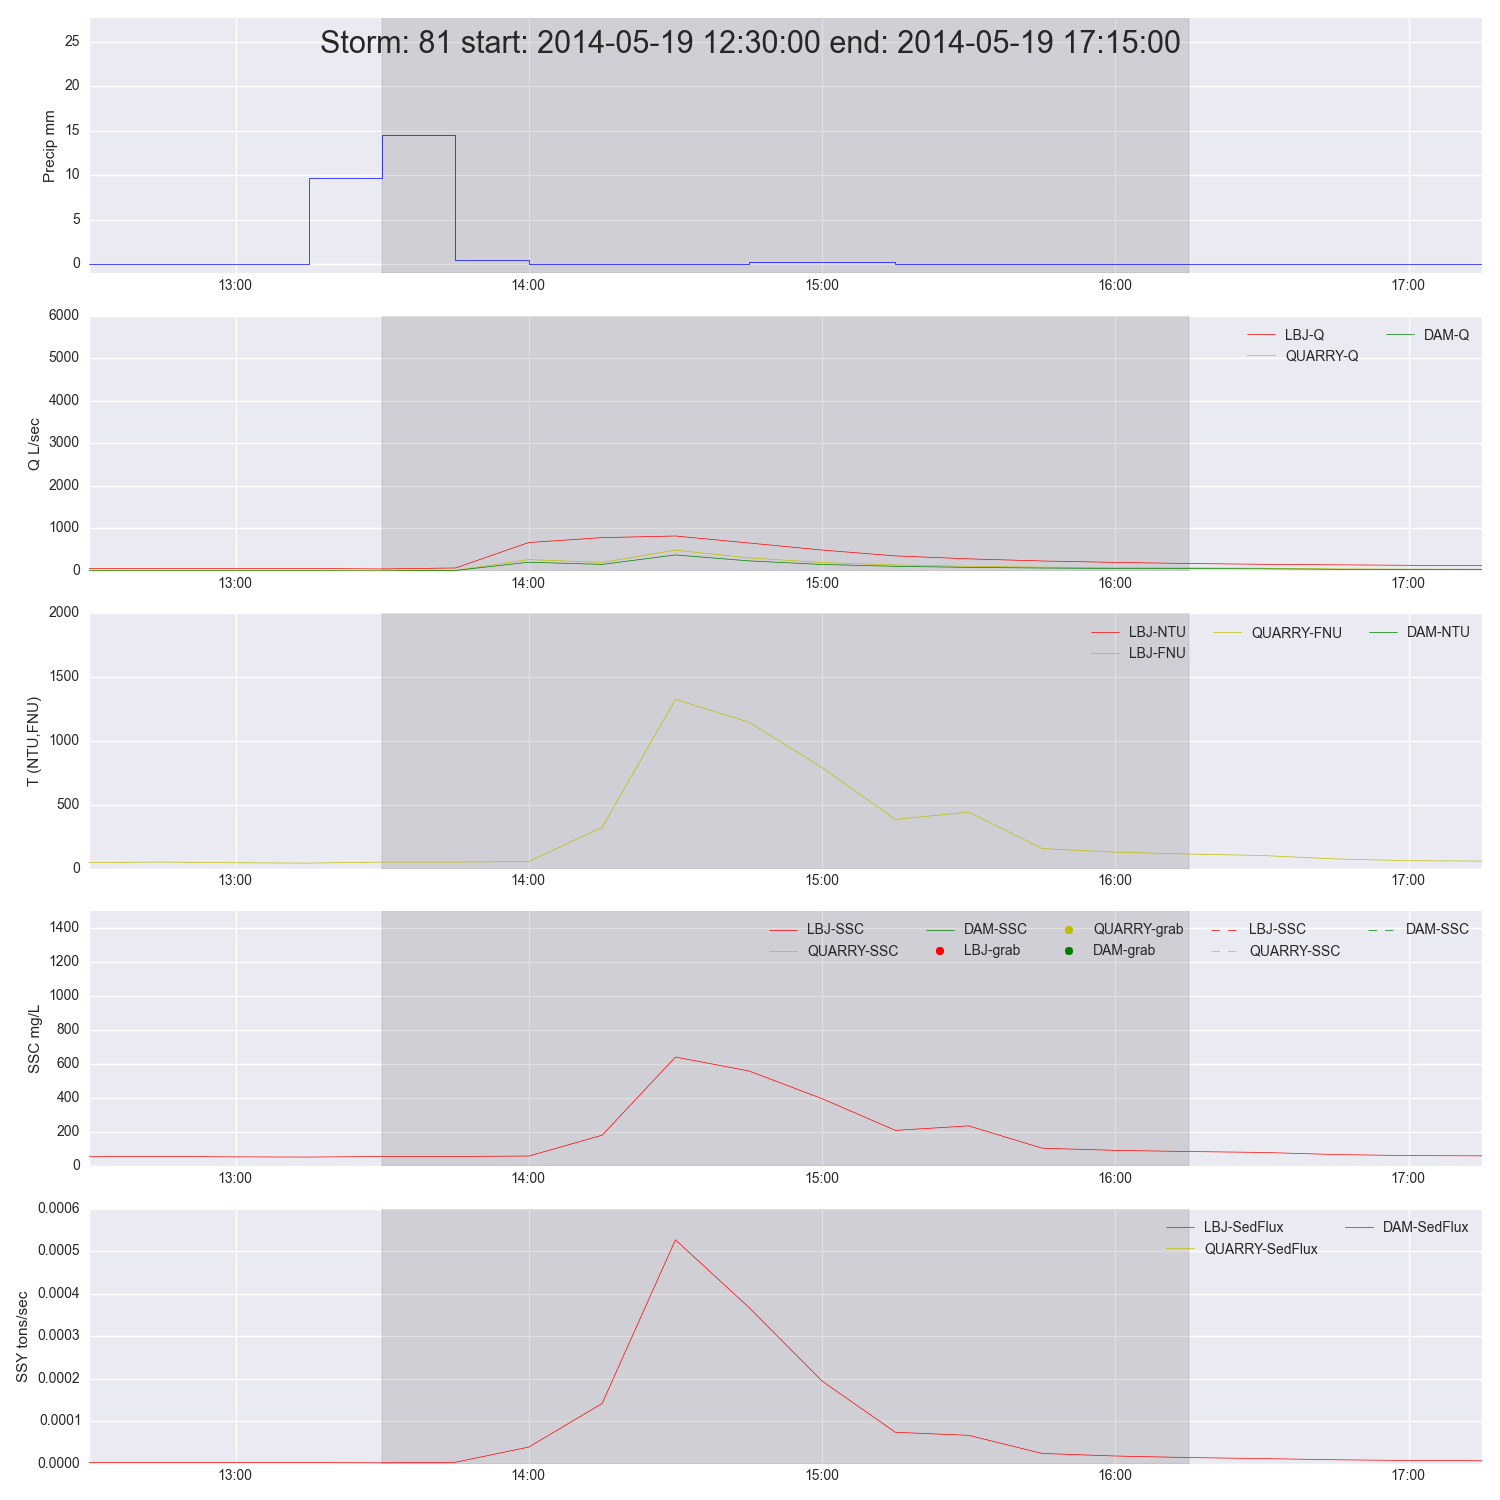 Storm: 81 start: 2014-05-19 12:30:00 end: 2014-05-19 17:15:00
Precip mm
25
20
15
10
5
0
13:00 14:00 15:00 16:00 17:00
Q L/sec
6000
5000
4000
3000
2000
1000
0
LBJ-Q DAM-Q
QUARRY-Q
13:00 14:00 15:00 16:00 17:00
T (NTU,FNU)
2000
1500
1000
500
0
LBJ-NTU QUARRY-FNU DAM-NTU
LBJ-FNU
13:00 14:00 15:00 16:00 17:00
SSC mg/L
1400
1200
1000
800
600
400
200
0
LBJ-SSC DAM-SSC QUARRY-grab LBJ-SSC DAM-SSC
QUARRY-SSC LBJ-grab DAM-grab QUARRY-SSC
13:00 14:00 15:00 16:00 17:00
SSY tons/sec
0.0006
0.0005
0.0004
0.0003
0.0002
0.0001
0.0000
LBJ-SedFlux DAM-SedFlux
QUARRY-SedFlux
13:00 14:00 15:00 16:00 17:00